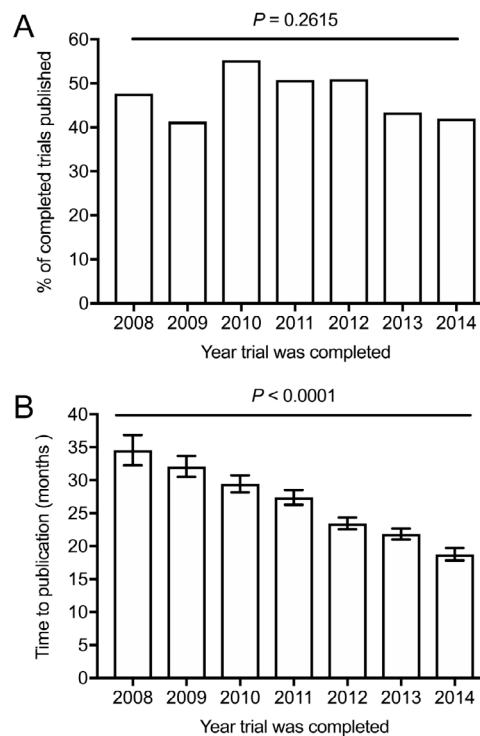 A
P = 0.2615
60
50
40
30
20
10
0
% of completed trials published
2008 2009 2010 2011 2012 2013 2014
Year trial was completed
B
P < 0.0001
40
35
30
25
20
15
10
5
0
Time to publication (months )
2008 2009 2010 2011 2012 2013 2014
Year trial was completed